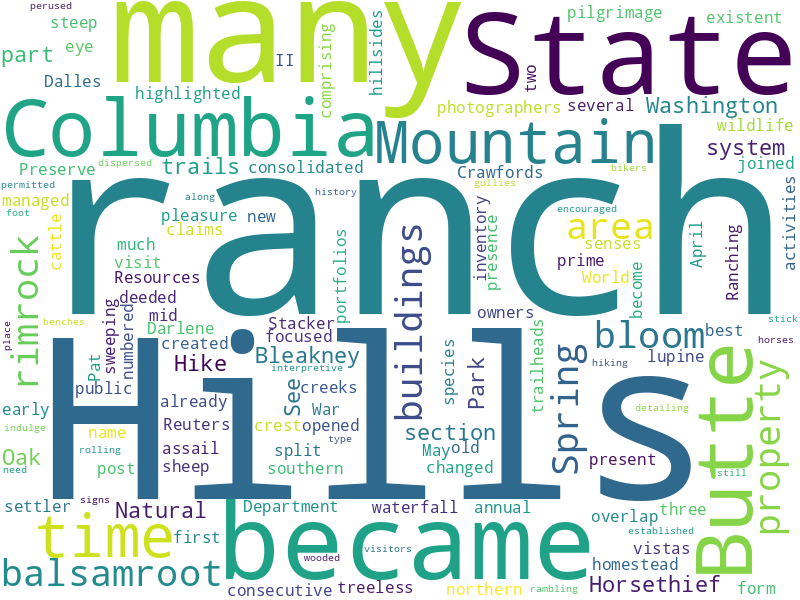 perused
steep
eye
part
Dalles
highlighted
many
II
comprising
hillsides
State
pilgrimage
existent
two
photographers
several
Washington
wildlife
Columbia
Mountain
system
Preserve
dispersed
trails
consolidated
Crawfords
joined
permitted
managed
foot
along
history
ranch
encouraged
gullies
bikers
activities
cattle
pleasure
new
claims
area
senses
inventory
presence
prime
World
April
Ranching
become
much
visit
Resources
deeded
mid
sweeping
numbered
portfolios
buildings
rimrock
place
benches
Darlene
Stacker
focused
owners
created
Pat
Hike
Bleakney
interpretive
creeks
See
species
Park
trailheads
Spring
bloom
best
lupine
stick
horses
hiking
public
already
Reuters
assail
sheep
early
indulge
name
Oak
need
rolling
type
post
crest
opened
War
split
southern
section
May
old
changed
Hills
detailing
still
present
Butte
property
settler
signs
Natural
Department
waterfall
annual
overlap
three
established
vistas
time
first
wooded
became
visitors
homestead
balsamroot
consecutive
treeless
northern
rambling
Horsethief
form